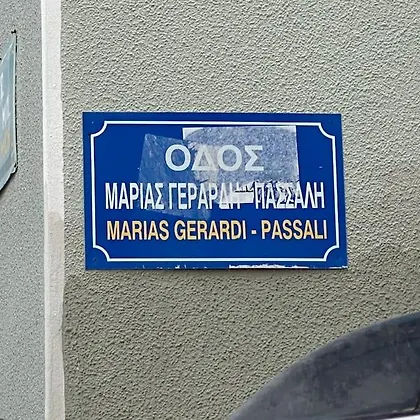 ΟΔΟΣ
ΜΑΡΙΑΣ ΓΕΡΑΡΔΗ - ΠΑΣΣΑΛΗ
MARIAS GERARDI - PASSALI